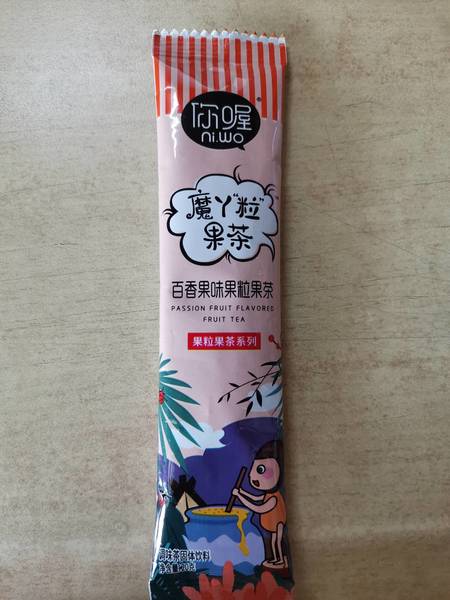 你喔
ni.wo
魔丫“粒”
果茶
百香果味果粒果茶
PASSION FRUIT FLAVORED
FRUIT TEA
果粒果茶系列
调味茶固体饮料